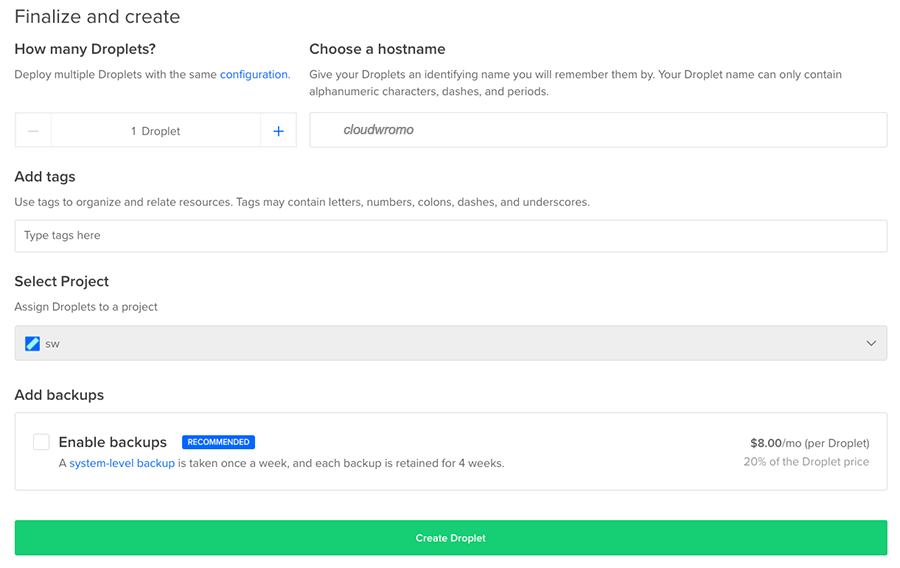 Finalize and create
How many Droplets?
Deploy multiple Droplets with the same configuration.
1 Droplet
Choose a hostname
Give your Droplets an identifying name you will remember them by. Your Droplet name can only contain
alphanumeric characters, dashes, and periods.
cloudwromo
Add tags
Use tags to organize and relate resources. Tags may contain letters, numbers, colons, dashes, and underscores.
Type tags here
Select Project
Assign Droplets to a project
sw
Add backups
Enable backups RECOMMENDED
A system-level backup is taken once a week, and each backup is retained for 4 weeks.
$8.00/mo (per Droplet)
20% of the Droplet price
Create Droplet